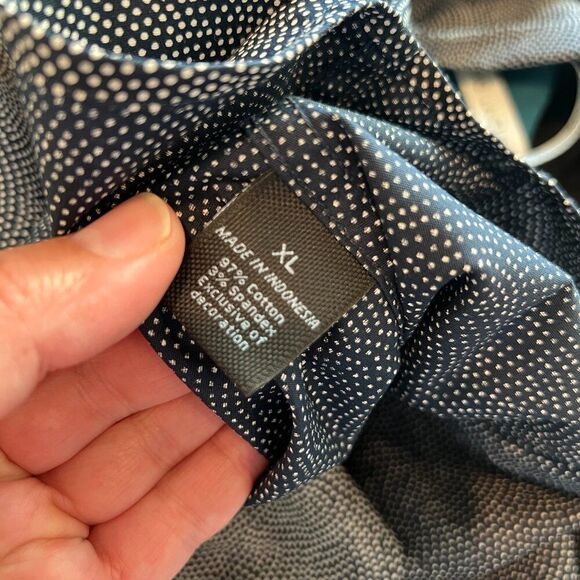 XL
MADE IN INDONESIA
97% Cotton
3% Spandex
Exclusive of
decoration